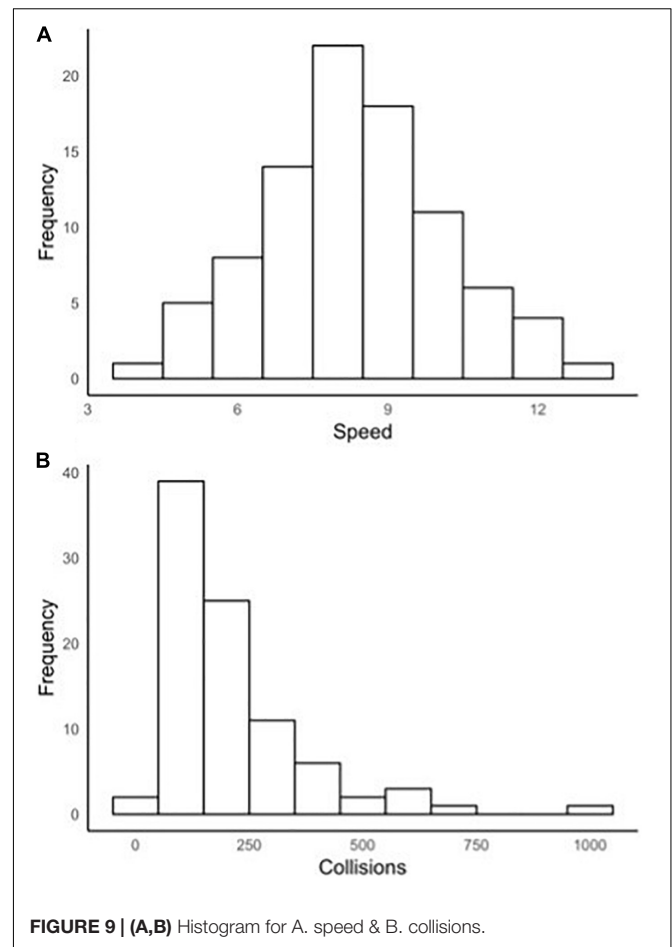 A
Frequency
20
15
10
5
0
3 6 9 12
Speed
B
Frequency
40
30
20
10
0
0 250 500 750 1000
Collisions
FIGURE 9 | (A,B) Histogram for A. speed & B. collisions.